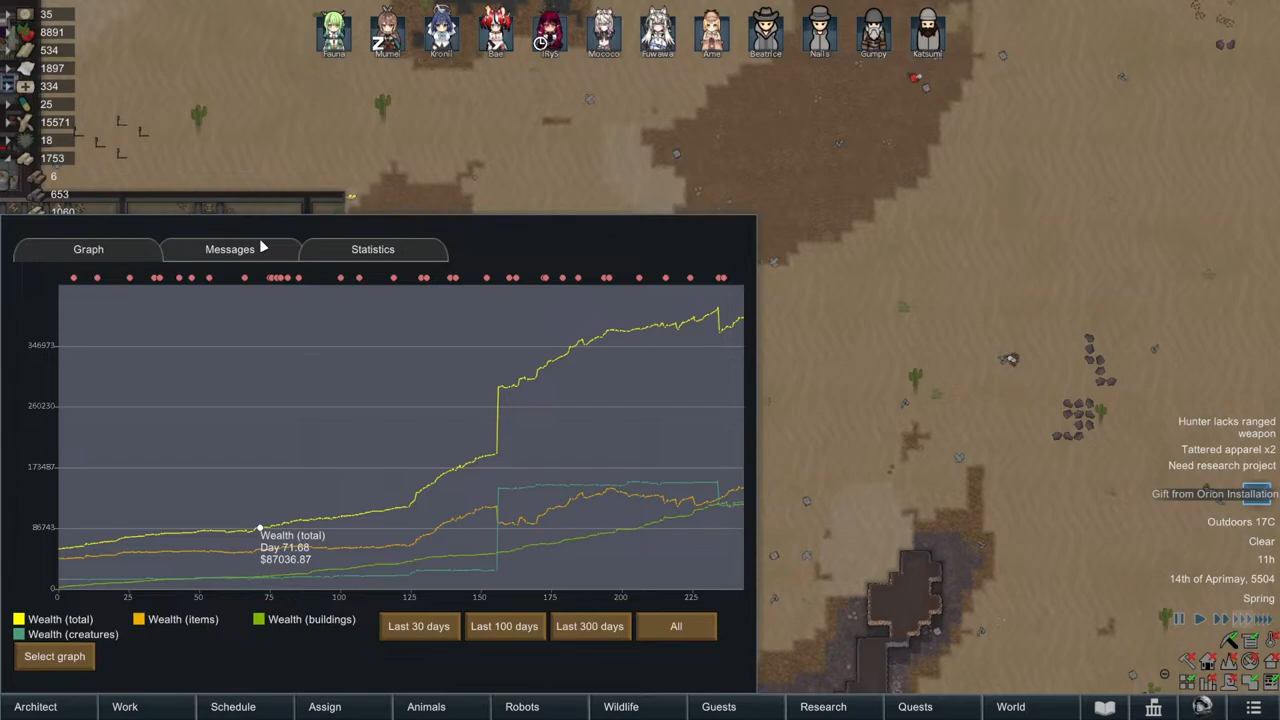 35
8891
534
1897
334
25
15571
18
1753
6
653
1060
Fauna
Mumei
Kronii
Bae
IRyS
Mococo
Fuwawa
Ame
Beatrice
Nails
Gumpy
Katsumi
Graph
Messages
Statistics
346973
260230
173487
86743
0
Wealth (total)
Day 71.68
$87036.87
0
25
50
75
100
125
150
175
200
225
Wealth (total)
Wealth (items)
Wealth (buildings)
Wealth (creatures)
Last 30 days
Last 100 days
Last 300 days
All
Select graph
Hunter lacks ranged
weapon
Tattered apparel x2
Need research project
Gift from Orion Installation
Outdoors 17C
Clear
11h
14th of Aprimay, 5504
Spring
Architect
Work
Schedule
Assign
Animals
Robots
Wildlife
Guests
Research
Quests
World